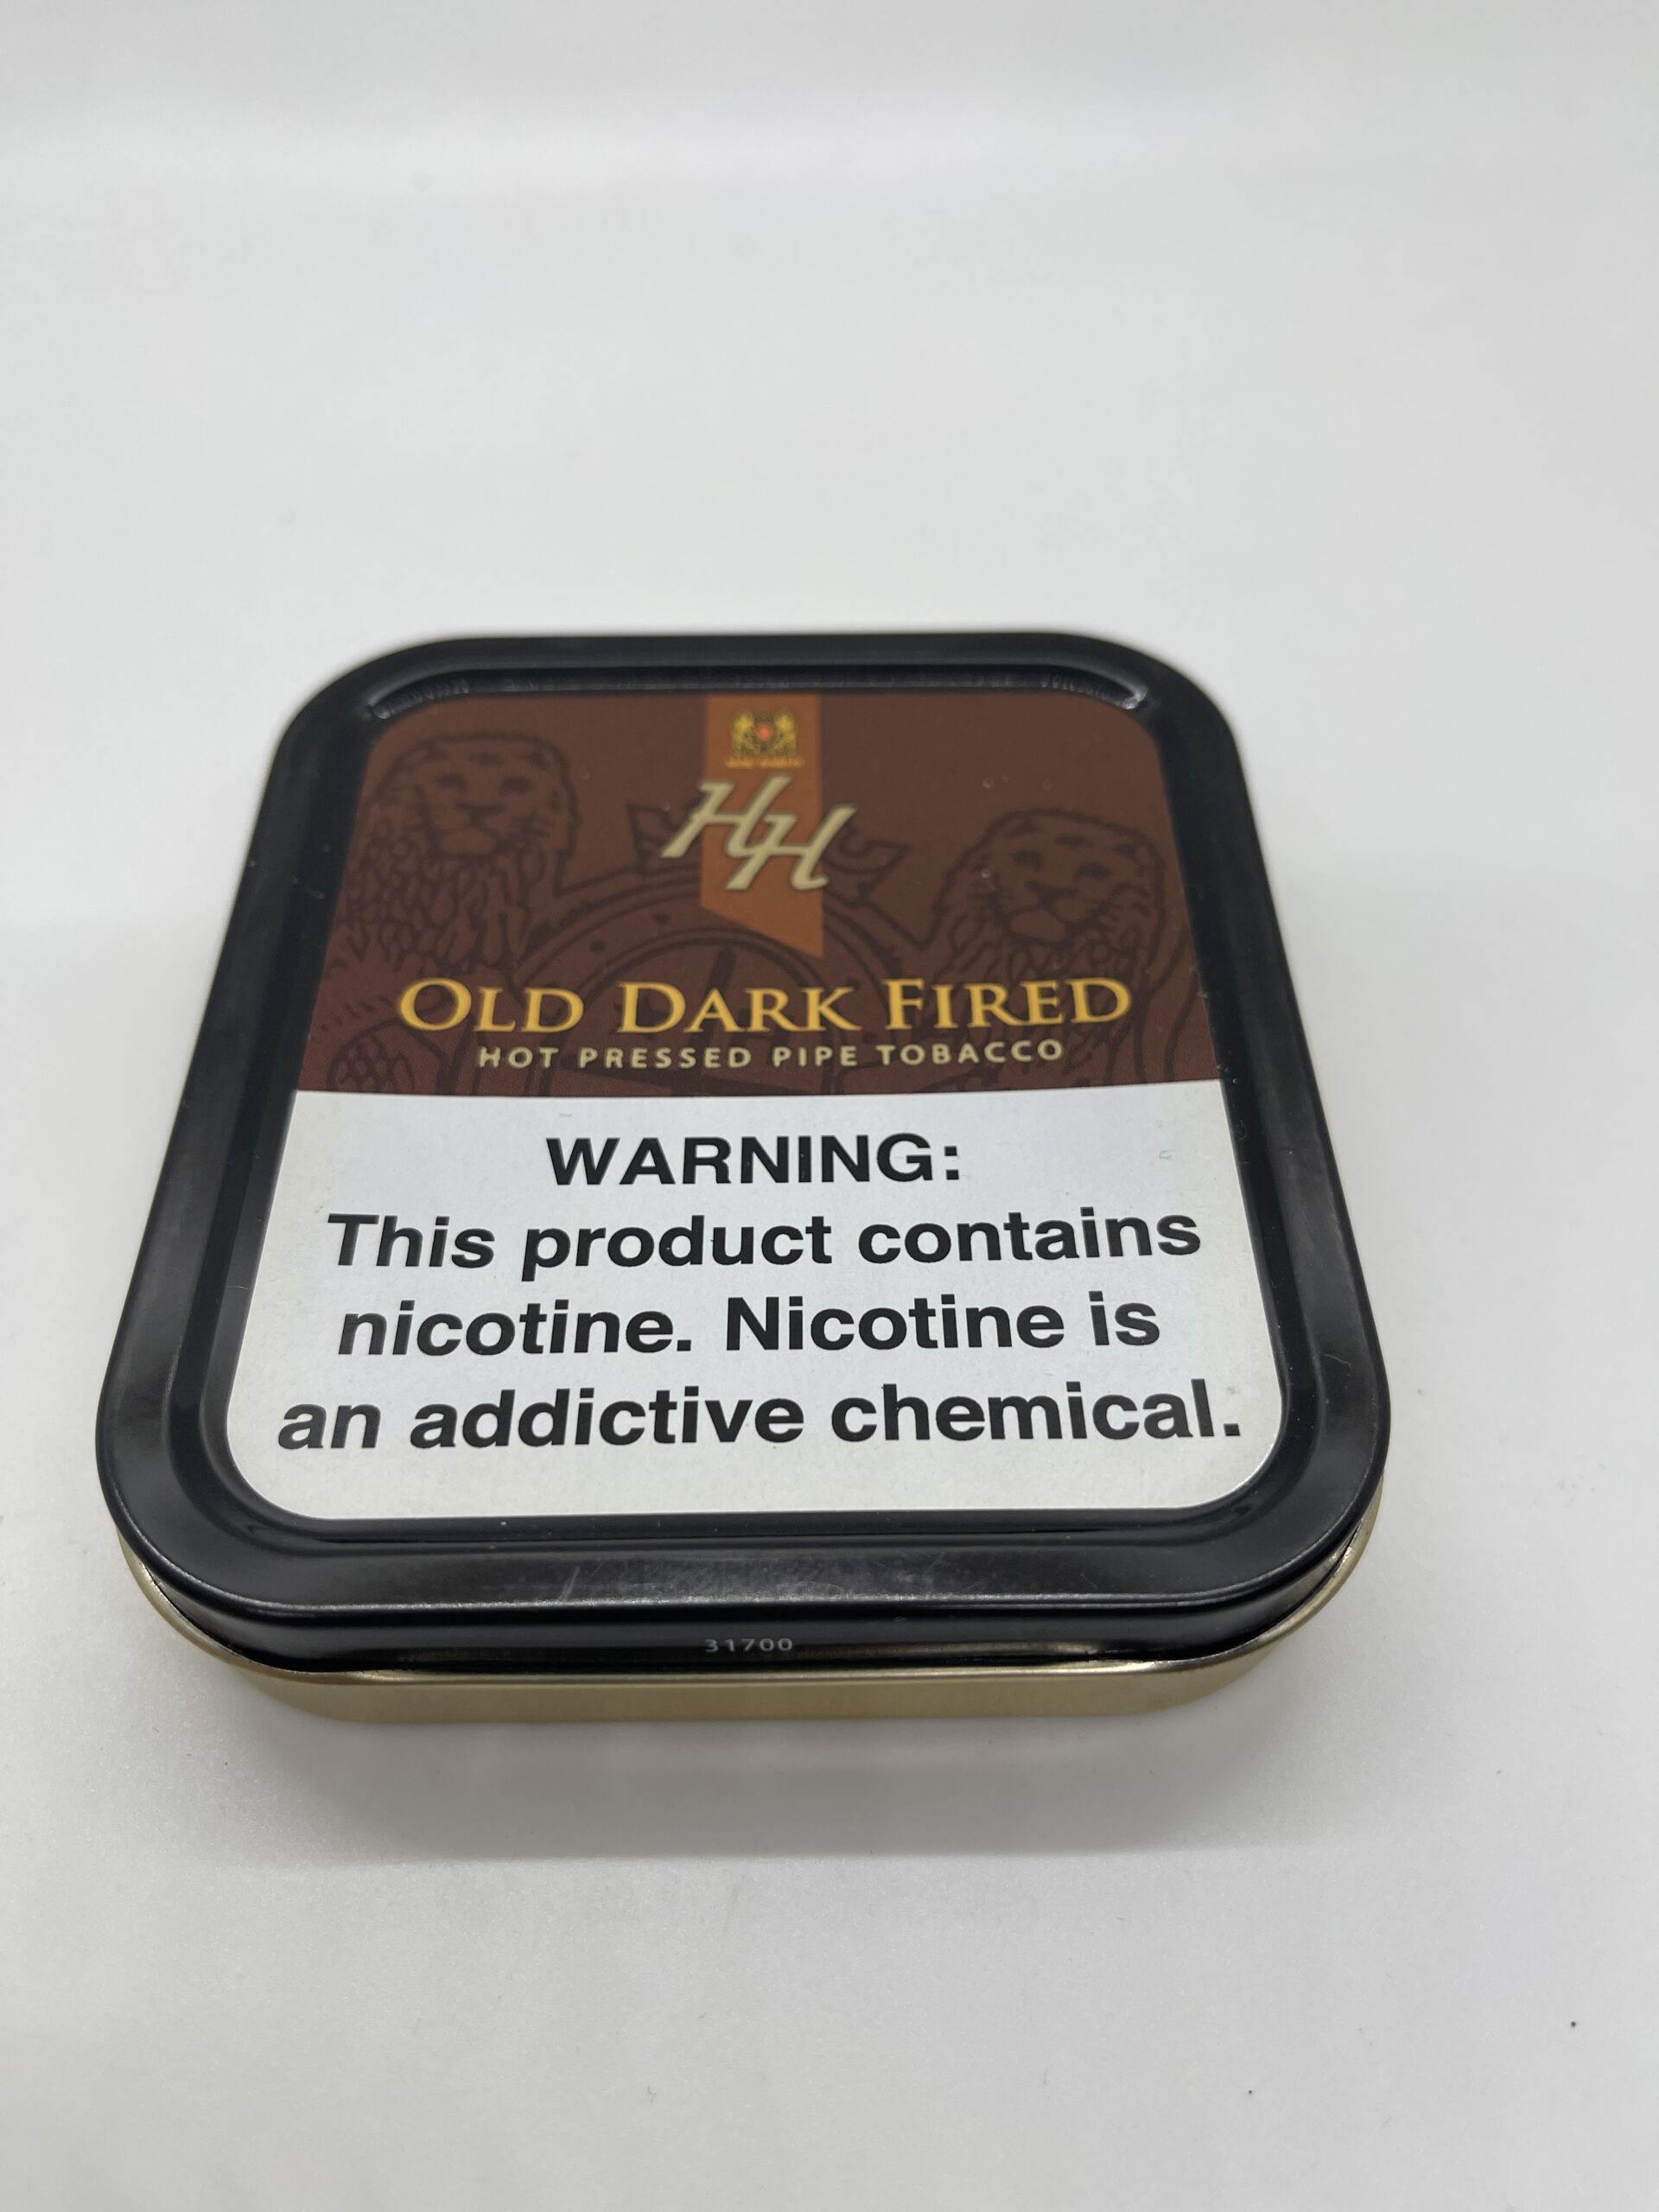 HH
OLD DARK FIRED
HOT PRESSED PIPE TOBACCO
WARNING:
This product contains
nicotine. Nicotine is
an addictive chemical.
31700